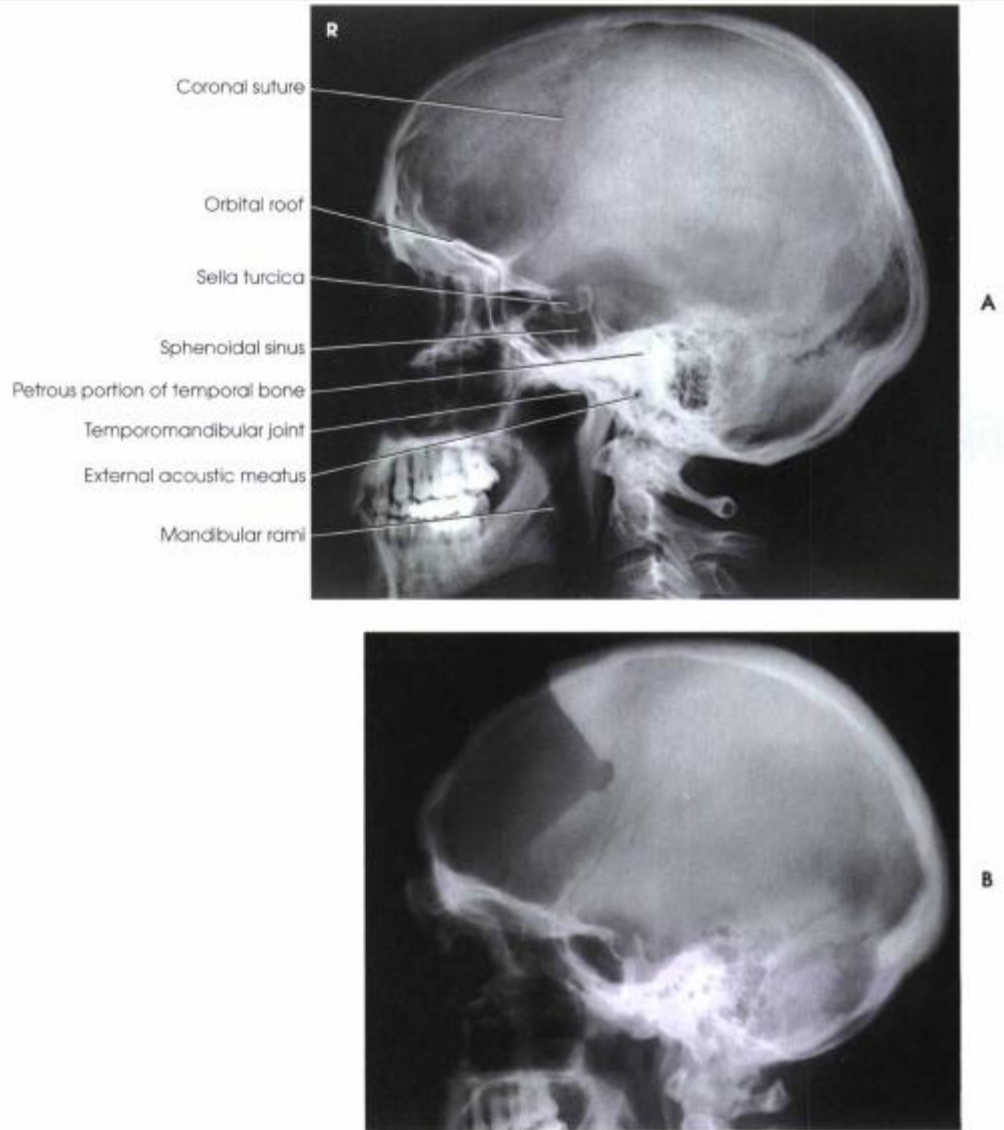 R
Coronal suture
Orbital roof
Sella turcica
A
Sphenoidal sinus
Petrous portion of temporal bone
Temporomandibular joint
External acoustic meatus
Mandibular rami
B